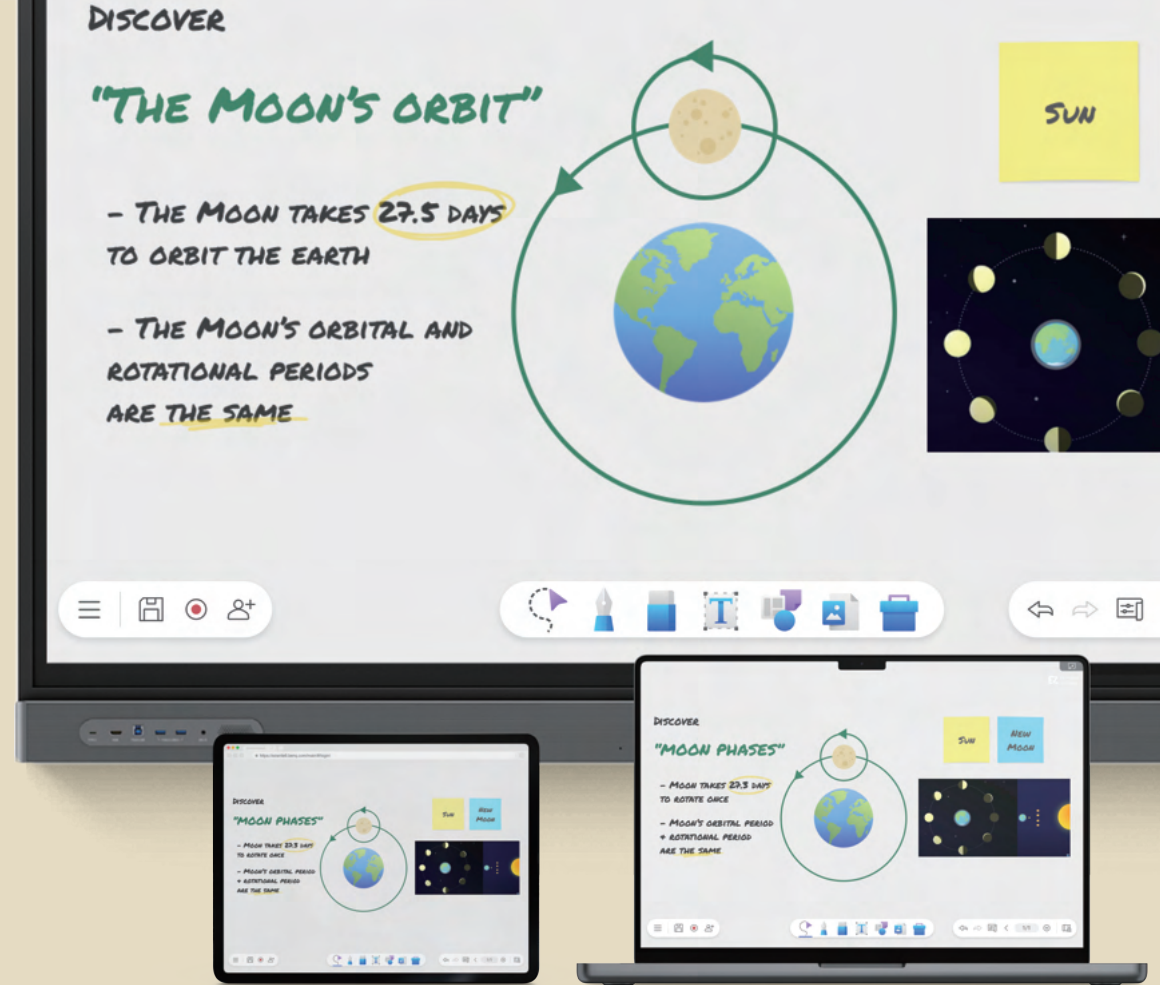 DISCOVER
"THE MOON'S ORBIT"
- THE MOON TAKES 27.5 DAYS
TO ORBIT THE EARTH
- THE MOON'S ORBITAL AND
ROTATIONAL PERIODS
ARE THE SAME
SUN
T
DISCOVER
"MOON PHASES"
- MOON TAKES 27.3 DAYS
TO ROTATE ONCE
- MOON'S ORBITAL PERIOD
+ ROTATIONAL PERIOD
ARE THE SAME
SUN
NEW
MOON
DISCOVER
"MOON PHASES"
- MOON TAKES 27.3 DAYS
TO ROTATE ONCE
- MOON'S ORBITAL PERIOD
+ ROTATIONAL PERIOD
ARE THE SAME
SUN
NEW
MOON